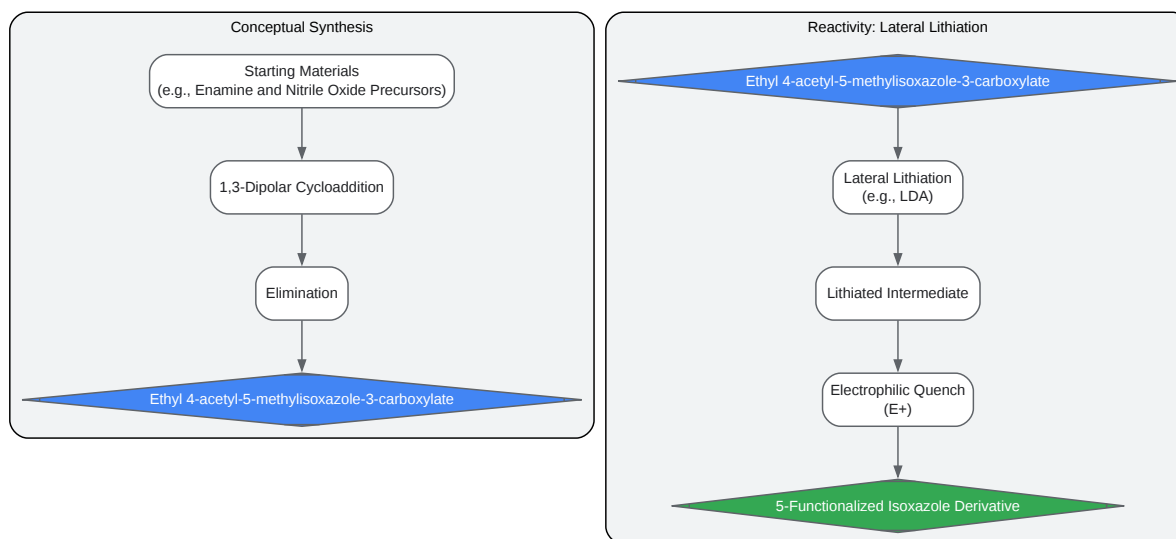 Conceptual Synthesis
Starting Materials
(e.g., Enamine and Nitrile Oxide Precursors)
1,3-Dipolar Cycloaddition
Elimination
Ethyl 4-acetyl-5-methylisoxazole-3-carboxylate
Reactivity: Lateral Lithiation
Ethyl 4-acetyl-5-methylisoxazole-3-carboxylate
Lateral Lithiation
(e.g., LDA)
Lithiated Intermediate
Electrophilic Quench
(E+)
5-Functionalized Isoxazole Derivative